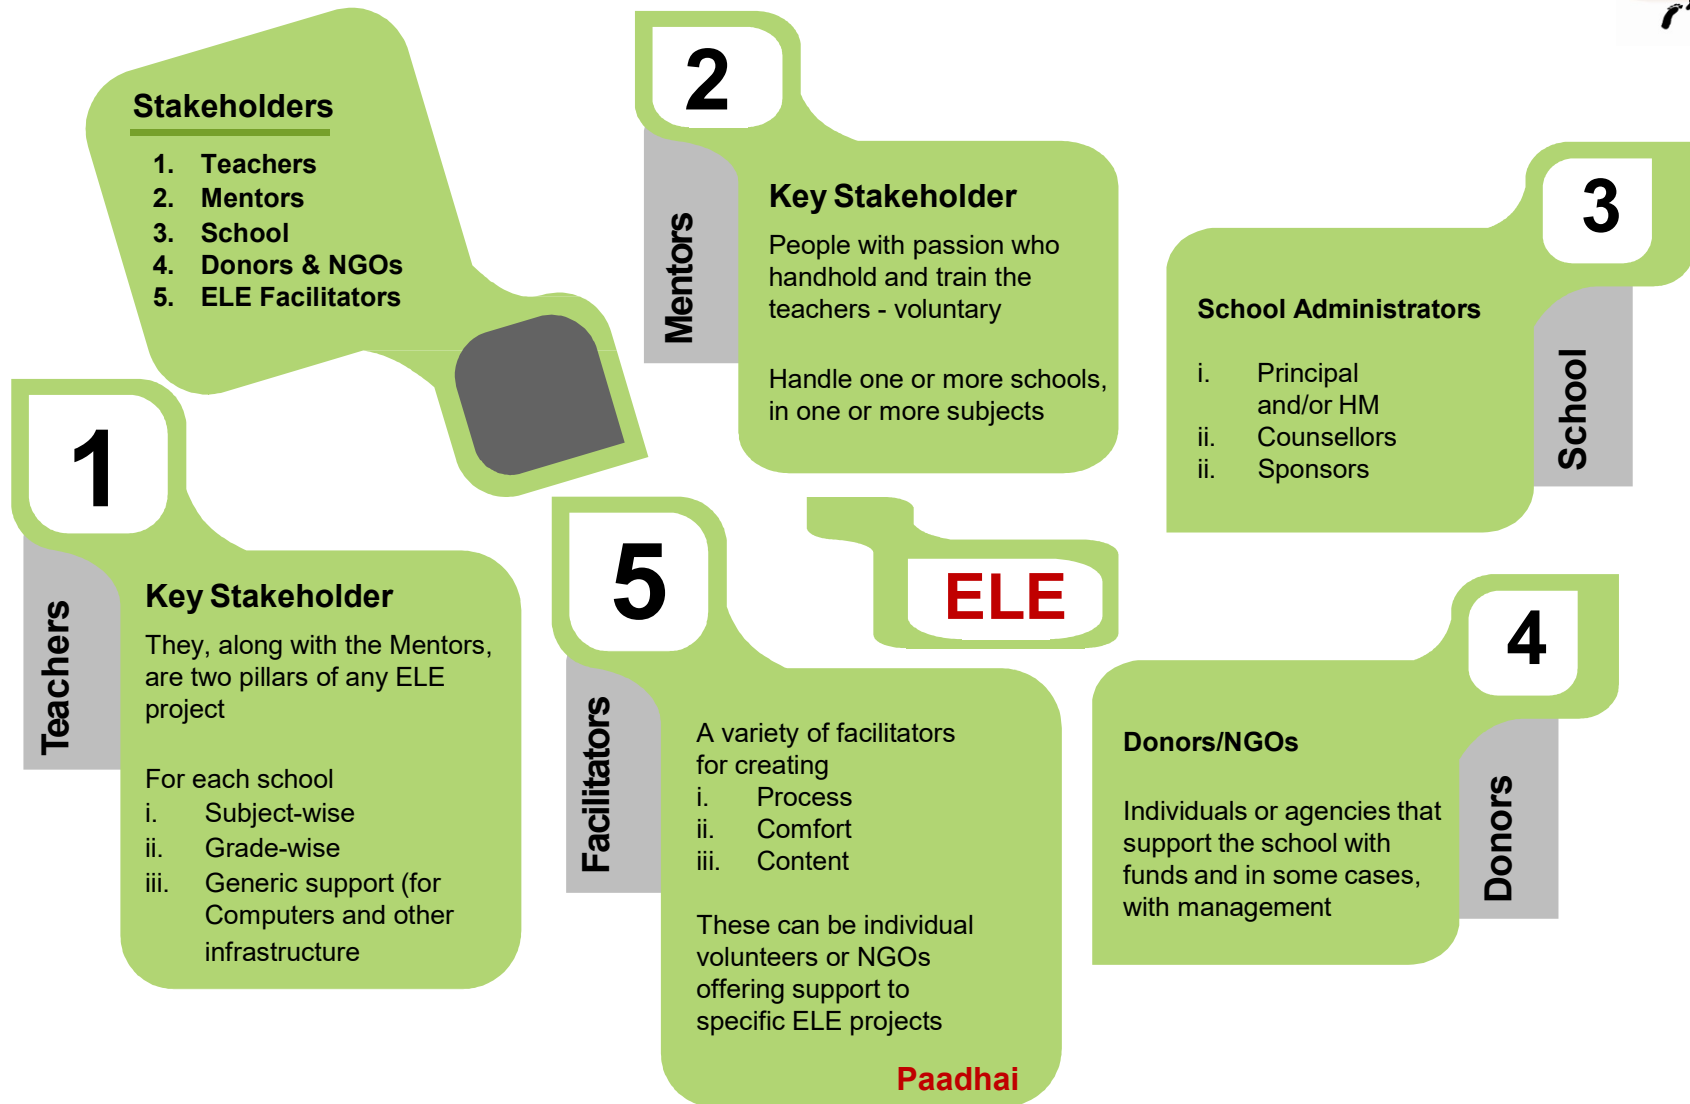 Stakeholders
1. Teachers
2. Mentors
3. School
4. Donors & NGOs
5. ELE Facilitators
1
Teachers
Key Stakeholder
They, along with the Mentors,
are two pillars of any ELE
project
For each school
i. Subject-wise
ii. Grade-wise
iii. Generic support (for
Computers and other
infrastructure
2
Mentors
Key Stakeholder
People with passion who
handhold and train the
teachers - voluntary
Handle one or more schools,
in one or more subjects
3
School
School Administrators
i. Principal
and/or HM
ii. Counsellors
ii. Sponsors
ELE
4
Donors
Donors/NGOs
Individuals or agencies that
support the school with
funds and in some cases,
with management
5
Facilitators
A variety of facilitators
for creating
i. Process
ii. Comfort
iii. Content
These can be individual
volunteers or NGOs
offering support to
specific ELE projects
Paadhai